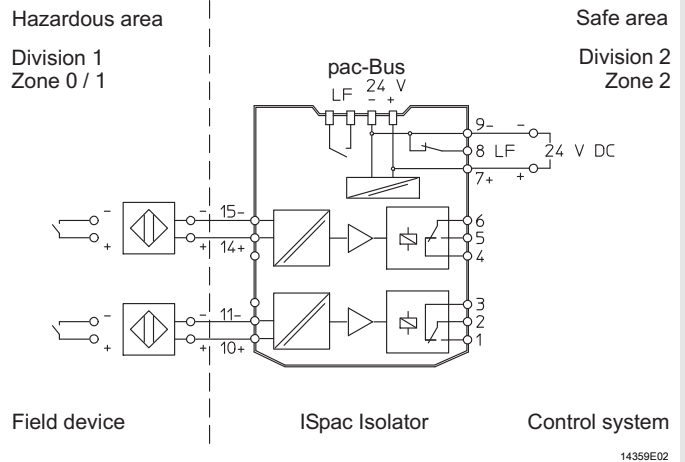 Hazardous area
Safe area
Division 1
Zone 0 / 1
Division 2
Zone 2
pac-Bus
LF 24 V
- +
9- -
8 LF 24 V DC
7+ +
- - 15- 6
+ + 14+ 5
4
3
- - 11- 2
+ + 10+ 1
Field device
ISpac Isolator
Control system
14359E02